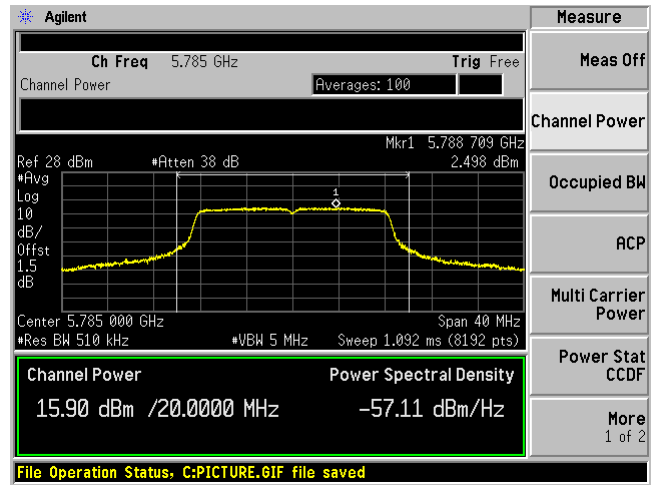 Agilent
Measure
Ch Freq 5.785 GHz Trig Free
Channel Power Averages: 100
Mkr1 5.788 709 GHz
Ref 28 dBm #Atten 38 dB 2.498 dBm
#Avg
Log
10
dB/
Offst
1.5
dB
1
Center 5.785 000 GHz Span 40 MHz
#Res BW 510 kHz #VBW 5 MHz Sweep 1.092 ms (8192 pts)
Channel Power Power Spectral Density
15.90 dBm /20.0000 MHz -57.11 dBm/Hz
File Operation Status, C:PICTURE.GIF file saved
Meas Off
Channel Power
Occupied BW
ACP
Multi Carrier
Power
Power Stat
CCDF
More
1 of 2